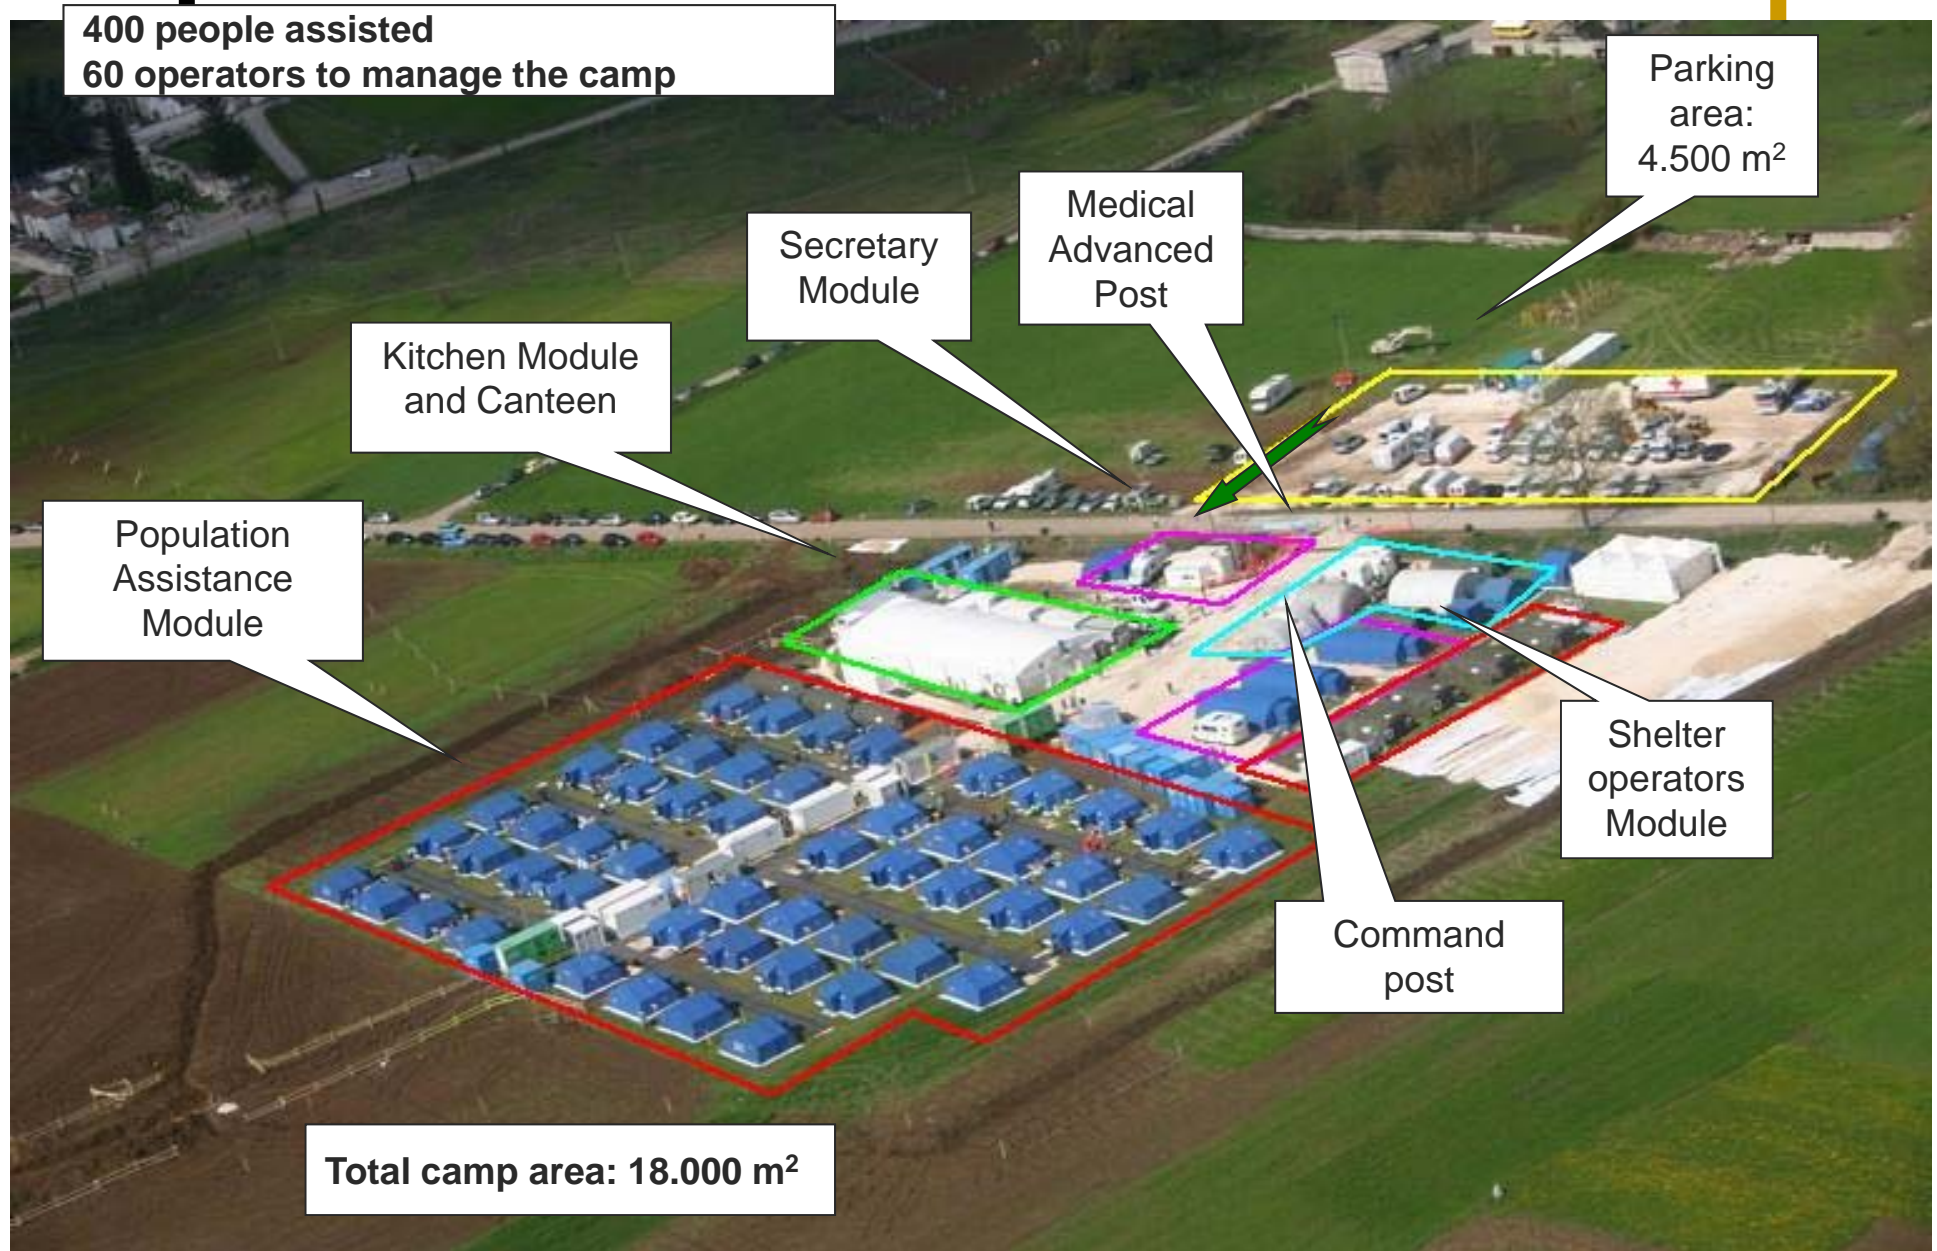 400 people assisted
60 operators to manage the camp
Parking
area:
4.500 m²
Medical
Advanced
Post
Secretary
Module
Kitchen Module
and Canteen
Population
Assistance
Module
Shelter
operators
Module
Command
post
Total camp area: 18.000 m²